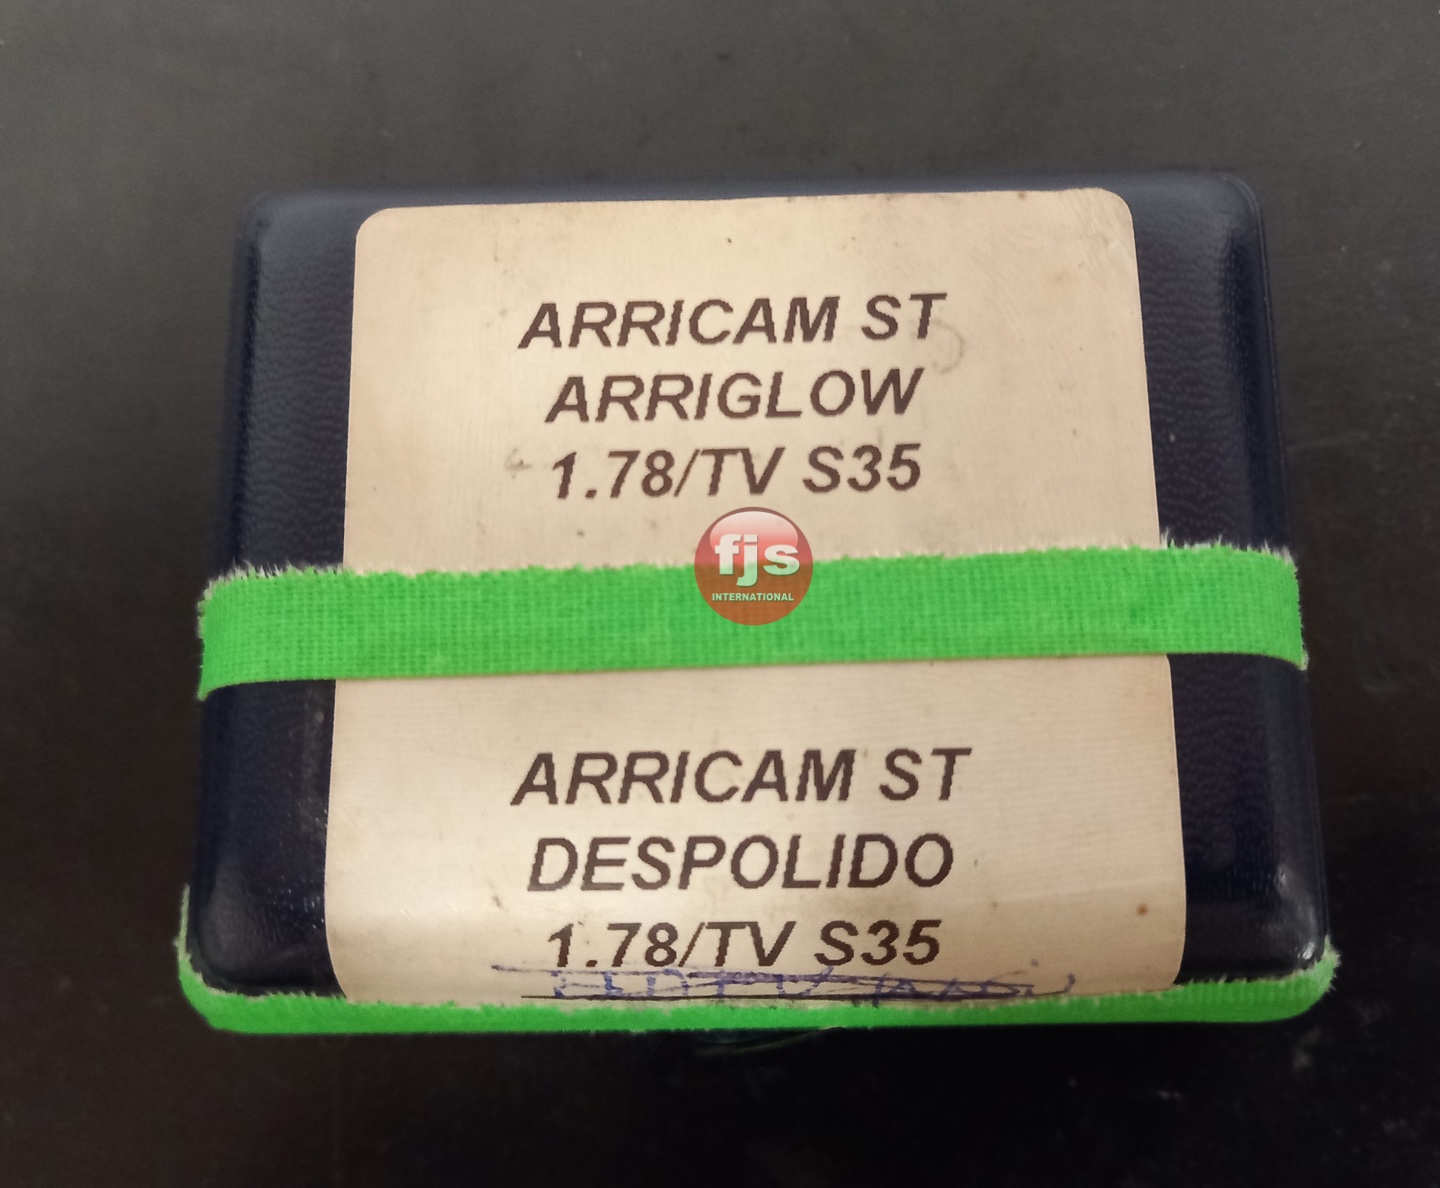 ARRICAM ST
ARRIGLOW
1.78/TV S35
fjs
INTERNATIONAL
ARRICAM ST
DESPOLIDO
1.78/TV S35